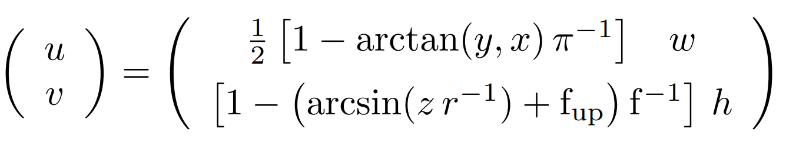 ( u ) = ( 1/2 [1 − arctan(y, x) π⁻¹] w )
( v ) ( [1 − (arcsin(z r⁻¹) + f_up) f⁻¹] h )